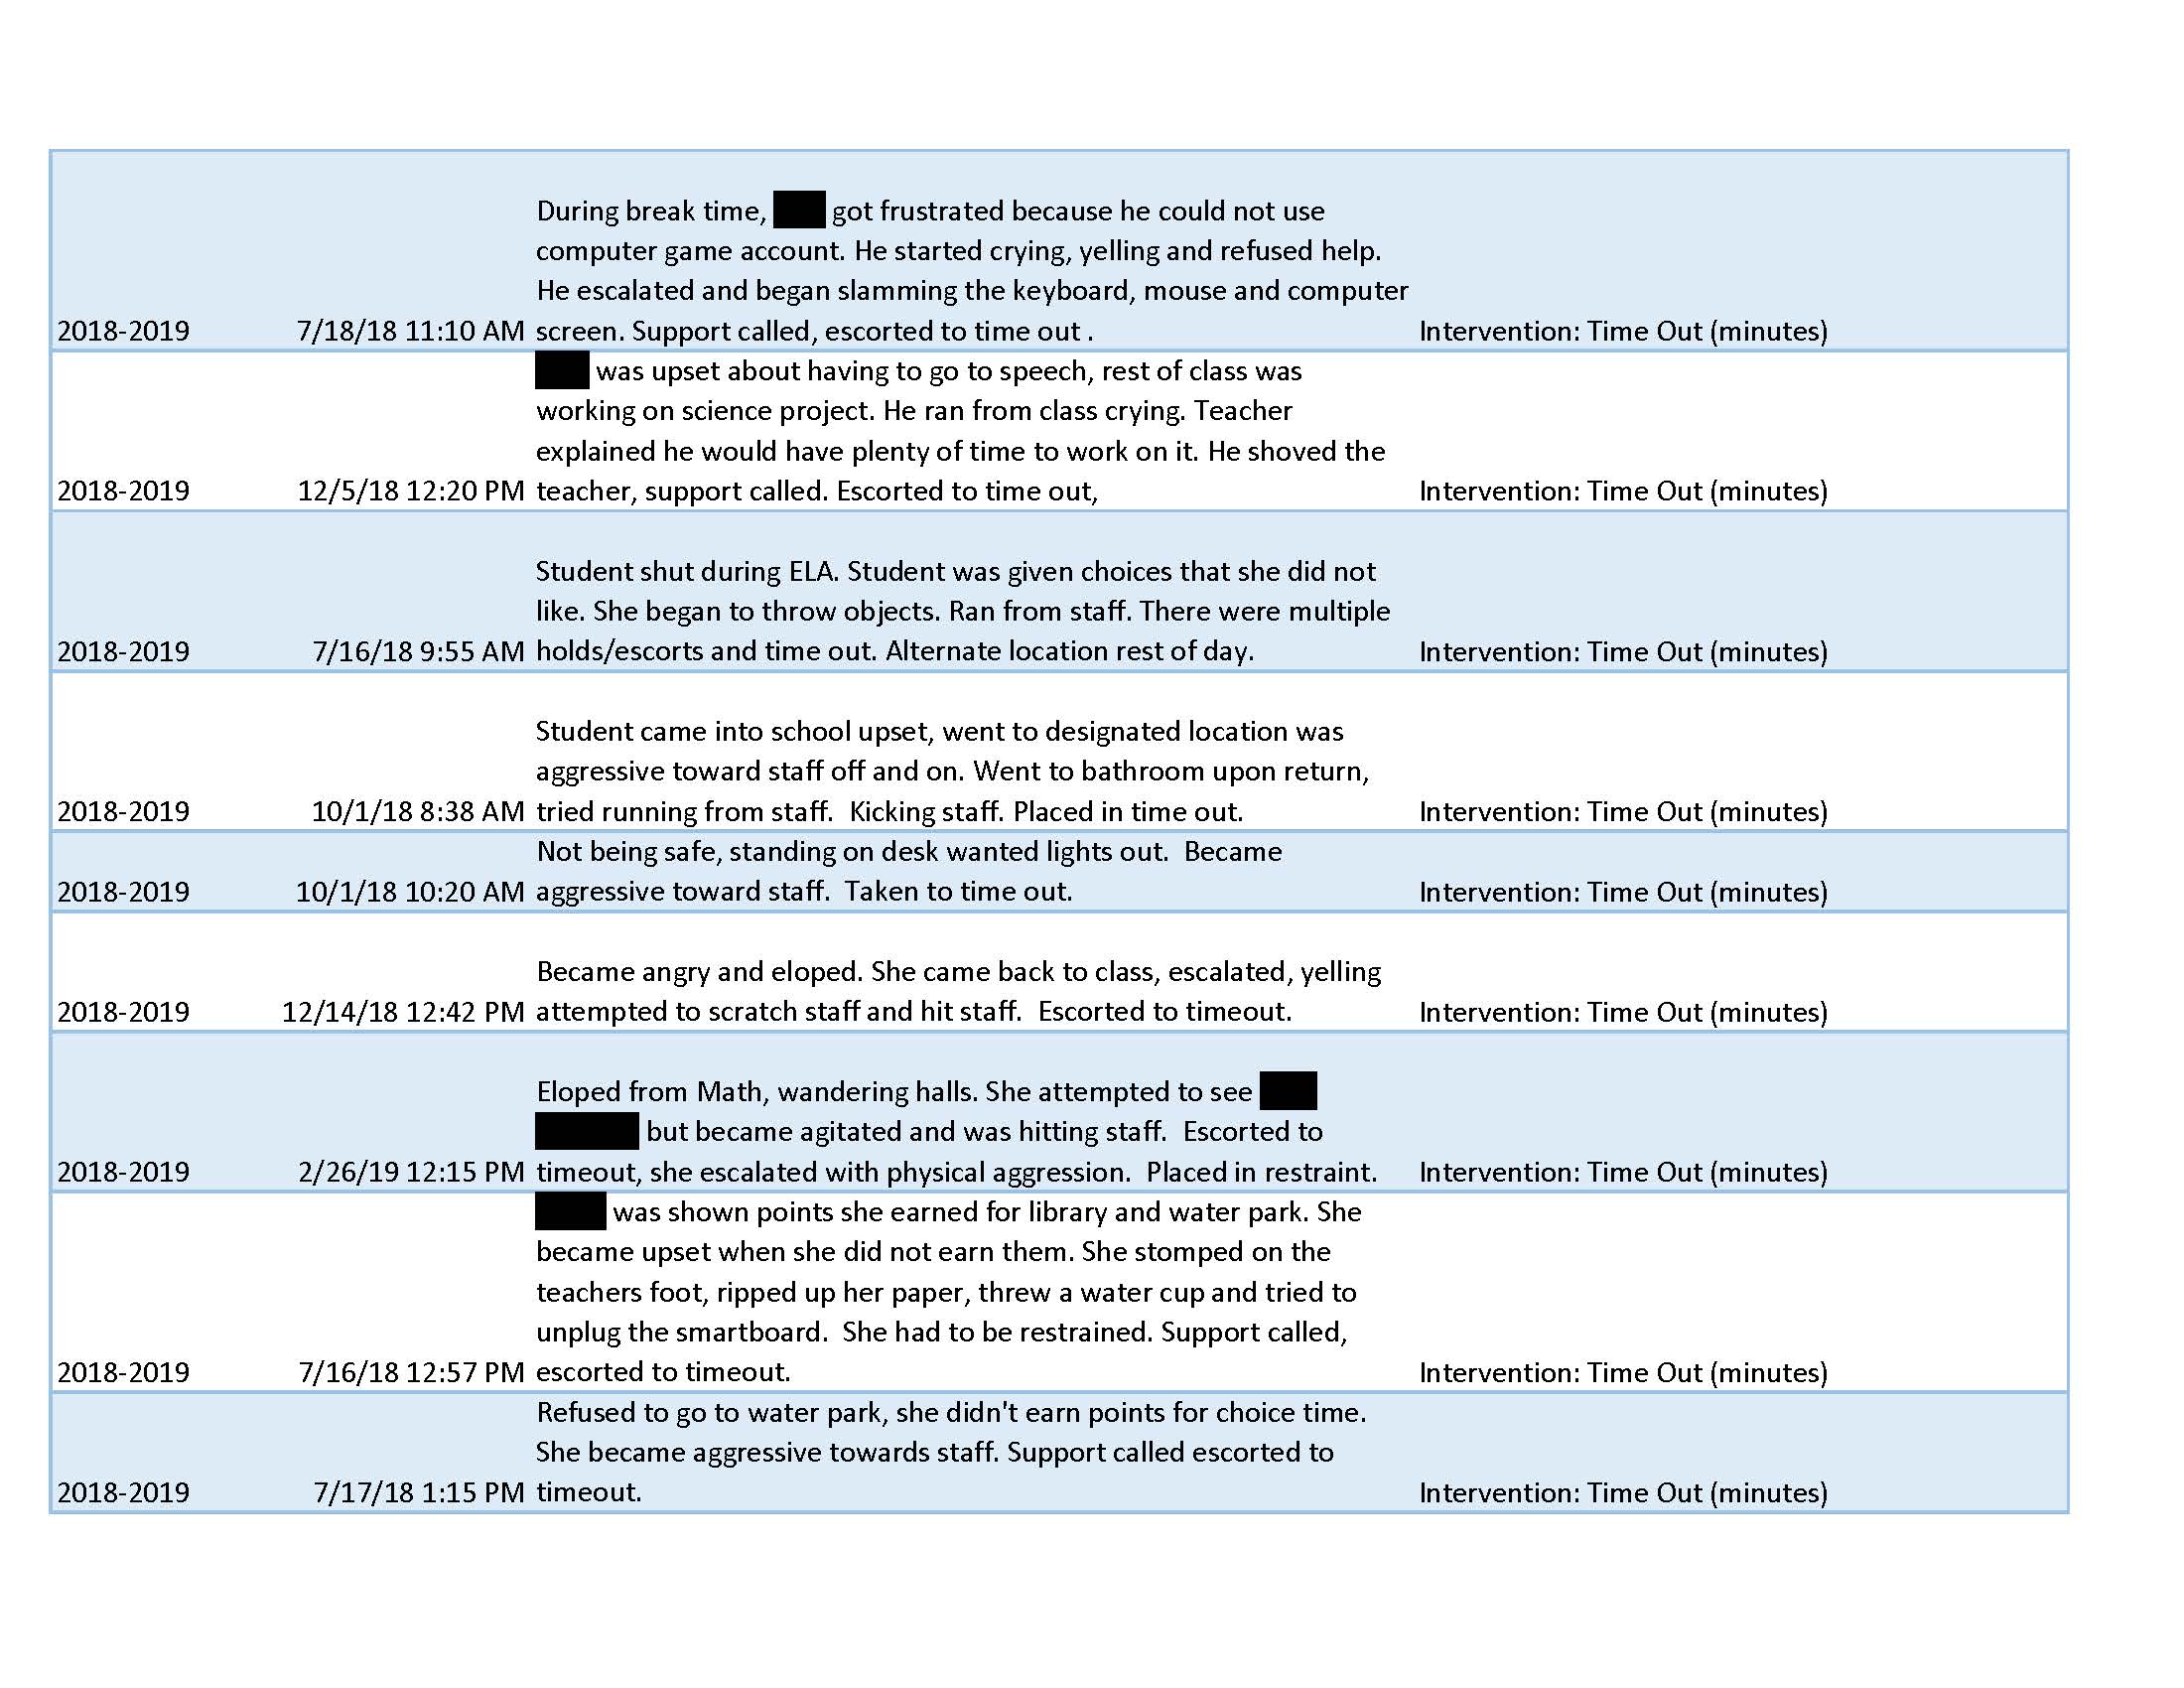 During break time, got frustrated because he could not use
computer game account. He started crying, yelling and refused help.
He escalated and began slamming the keyboard, mouse and computer
2018-2019 7/18/18 11:10 AM screen. Support called, escorted to time out . Intervention: Time Out (minutes)
was upset about having to go to speech, rest of class was
working on science project. He ran from class crying. Teacher
explained he would have plenty of time to work on it. He shoved the
2018-2019 12/5/18 12:20 PM teacher, support called. Escorted to time out, Intervention: Time Out (minutes)
Student shut during ELA. Student was given choices that she did not
like. She began to throw objects. Ran from staff. There were multiple
2018-2019 7/16/18 9:55 AM holds/escorts and time out. Alternate location rest of day. Intervention: Time Out (minutes)
Student came into school upset, went to designated location was
aggressive toward staff off and on. Went to bathroom upon return,
2018-2019 10/1/18 8:38 AM tried running from staff.  Kicking staff. Placed in time out. Intervention: Time Out (minutes)
Not being safe, standing on desk wanted lights out.  Became
2018-2019 10/1/18 10:20 AM aggressive toward staff.  Taken to time out. Intervention: Time Out (minutes)
Became angry and eloped. She came back to class, escalated, yelling
2018-2019 12/14/18 12:42 PM attempted to scratch staff and hit staff.  Escorted to timeout. Intervention: Time Out (minutes)
Eloped from Math, wandering halls. She attempted to see
but became agitated and was hitting staff.  Escorted to
2018-2019 2/26/19 12:15 PM timeout, she escalated with physical aggression.  Placed in restraint. Intervention: Time Out (minutes)
was shown points she earned for library and water park. She
became upset when she did not earn them. She stomped on the
teachers foot, ripped up her paper, threw a water cup and tried to
unplug the smartboard.  She had to be restrained. Support called,
2018-2019 7/16/18 12:57 PM escorted to timeout. Intervention: Time Out (minutes)
Refused to go to water park, she didn't earn points for choice time.
She became aggressive towards staff. Support called escorted to
2018-2019 7/17/18 1:15 PM timeout. Intervention: Time Out (minutes)